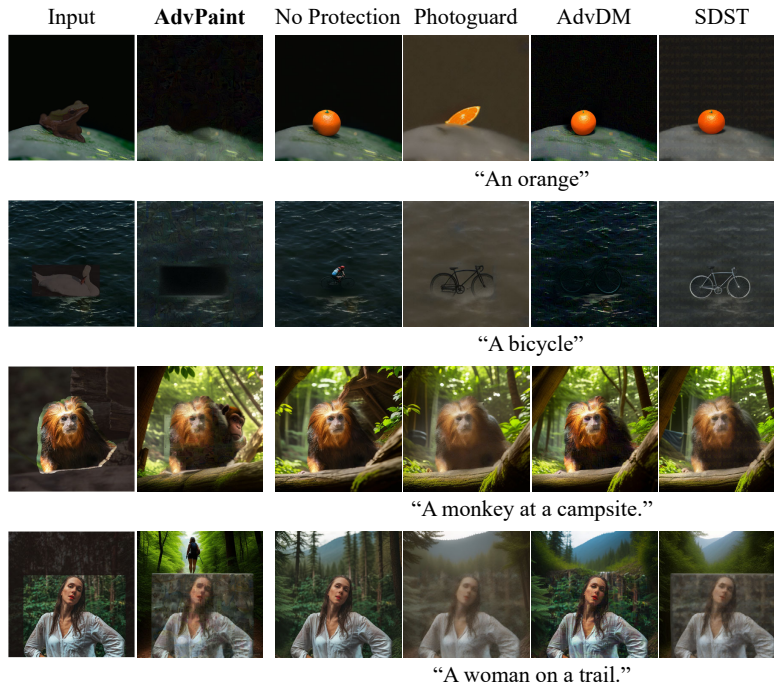 Input AdvPaint No Protection Photoguard AdvDM SDST
“An orange”
“A bicycle”
“A monkey at a campsite.”
“A woman on a trail.”